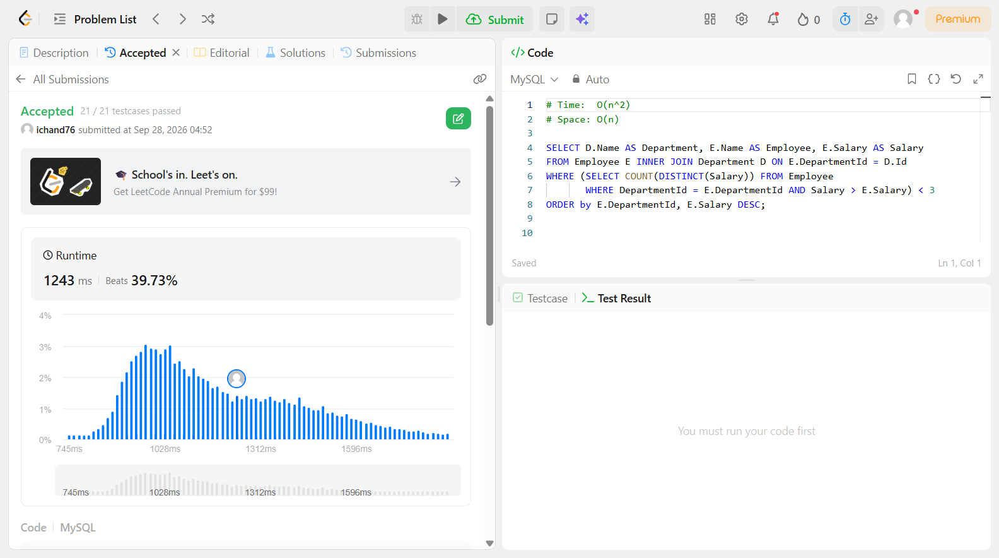 Problem List
Submit
0
Premium
Description
Accepted
Editorial
Solutions
Submissions
All Submissions
Accepted 21 / 21 testcases passed
ichand76 submitted at Sep 28, 2026 04:52
School's in. Leet's on.
Get LeetCode Annual Premium for $99!
Runtime
1243 ms Beats 39.73%
4%
3%
2%
1%
0%
745ms 1028ms 1312ms 1596ms
745ms 1028ms 1312ms 1596ms
Code MySQL
Code
MySQL Auto
1 # Time:  O(n^2)
2 # Space: O(n)
3
4 SELECT D.Name AS Department, E.Name AS Employee, E.Salary AS Salary
5 FROM Employee E INNER JOIN Department D ON E.DepartmentId = D.Id
6 WHERE (SELECT COUNT(DISTINCT(Salary)) FROM Employee
7 WHERE DepartmentId = E.DepartmentId AND Salary > E.Salary) < 3
8 ORDER by E.DepartmentId, E.Salary DESC;
9
10
Saved Ln 1, Col 1
Testcase
Test Result
You must run your code first